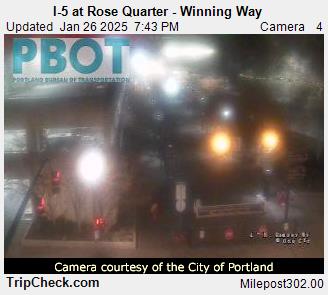 I-5 at Rose Quarter - Winning Way
Updated Jan 26 2025 7:43 PM Camera 4
PBOT
PORTLAND BUREAU OF TRANSPORTATION
Camera courtesy of the City of Portland
TripCheck.com Milepost302.00